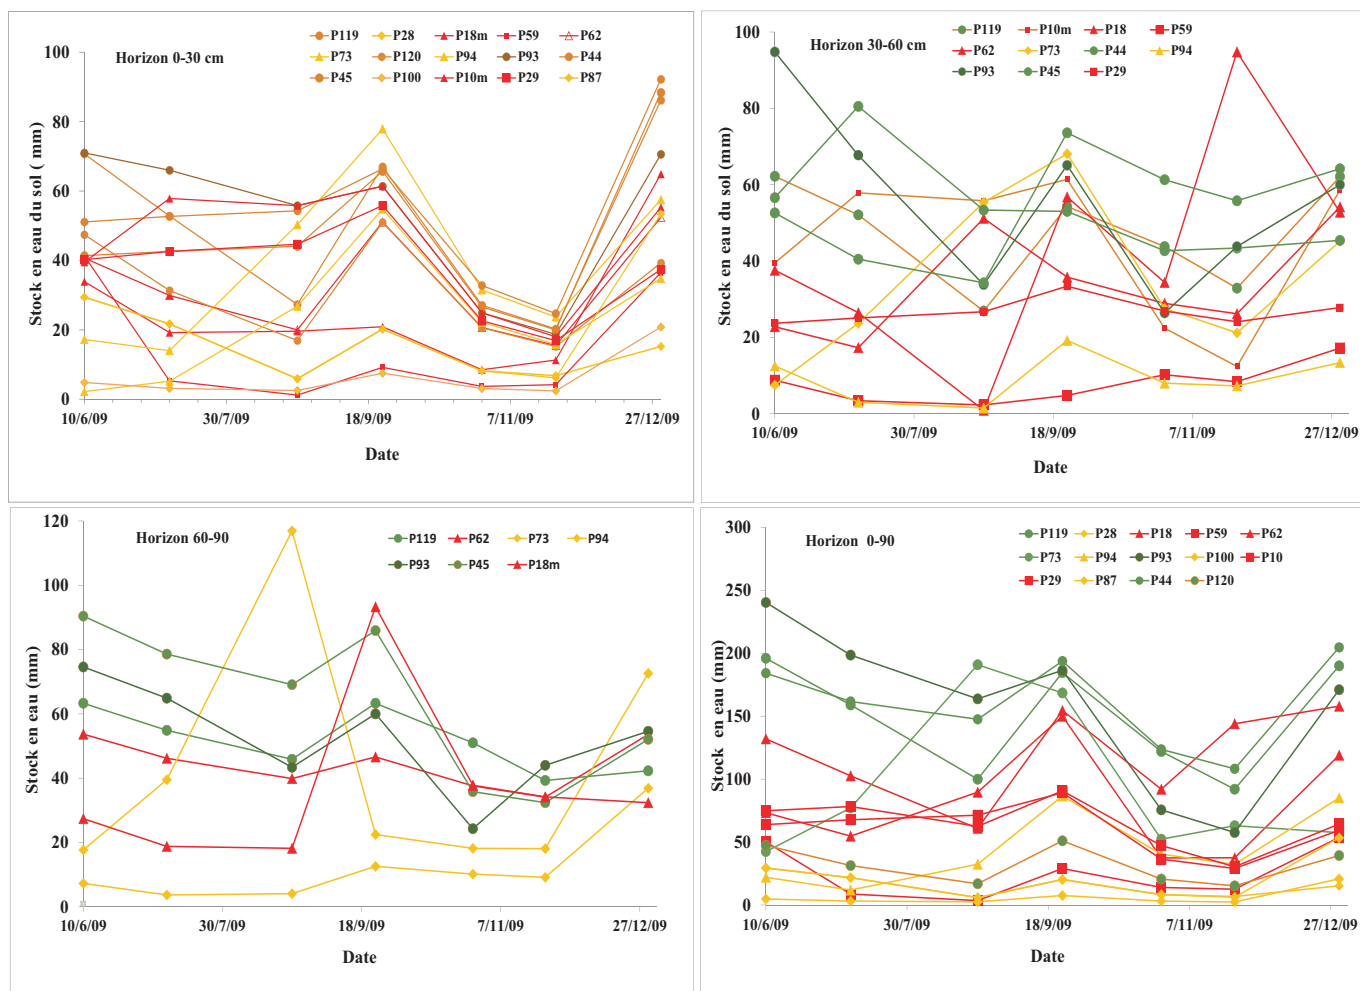 Horizon 0-30 cm
P119 P28 P18m P59 P62
P73 P120 P94 P93 P44
P45 P100 P10m P29 P87
Stock en eau du sol ( mm)
100
80
60
40
20
0
10/6/09 30/7/09 18/9/09 7/11/09 27/12/09
Date
Horizon 30-60 cm
P119 P10m P18 P59
P62 P73 P44 P94
P93 P45 P29
Stock en eau du sol (mm)
100
80
60
40
20
0
10/6/09 30/7/09 18/9/09 7/11/09 27/12/09
Date
Horizon 60-90
P119 P62 P73 P94
P93 P45 P18m
Stock en eau (mm)
120
100
80
60
40
20
0
10/6/09 30/7/09 18/9/09 7/11/09 27/12/09
Date
Horizon 0-90
P119 P28 P18 P59 P62
P73 P94 P93 P100 P10
P29 P87 P44 P120
Stock en eau (mm)
300
250
200
150
100
50
0
10/6/09 30/7/09 18/9/09 7/11/09 27/12/09
Date